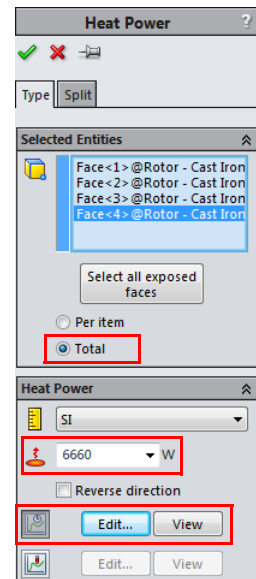 Heat Power ?
Type Split
Selected Entities
Face<1>@Rotor - Cast Iron
Face<2>@Rotor - Cast Iron
Face<3>@Rotor - Cast Iron
Face<4>@Rotor - Cast Iron
Select all exposed
faces
Per item
Total
Heat Power
SI
6660 W
Reverse direction
Edit... View
Edit... View